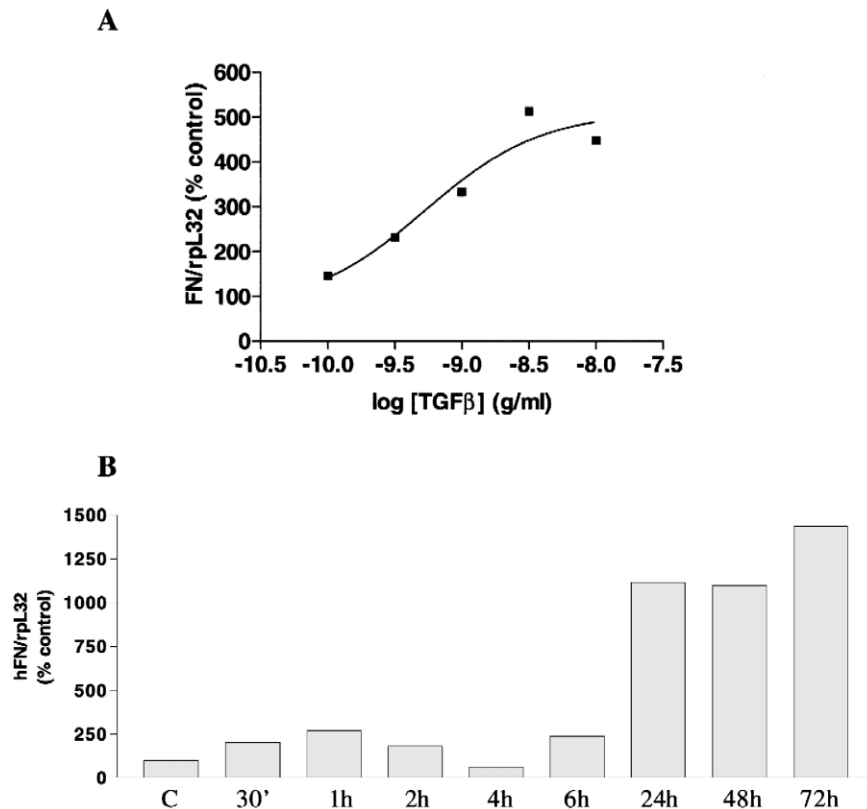 A
FN/rpL32 (% control)
600
500
400
300
200
100
0
-10.5 -10.0 -9.5 -9.0 -8.5 -8.0 -7.5
log [TGFβ] (g/ml)
B
hFN/rpL32
(% control)
1500
1250
1000
750
500
250
0
C 30' 1h 2h 4h 6h 24h 48h 72h